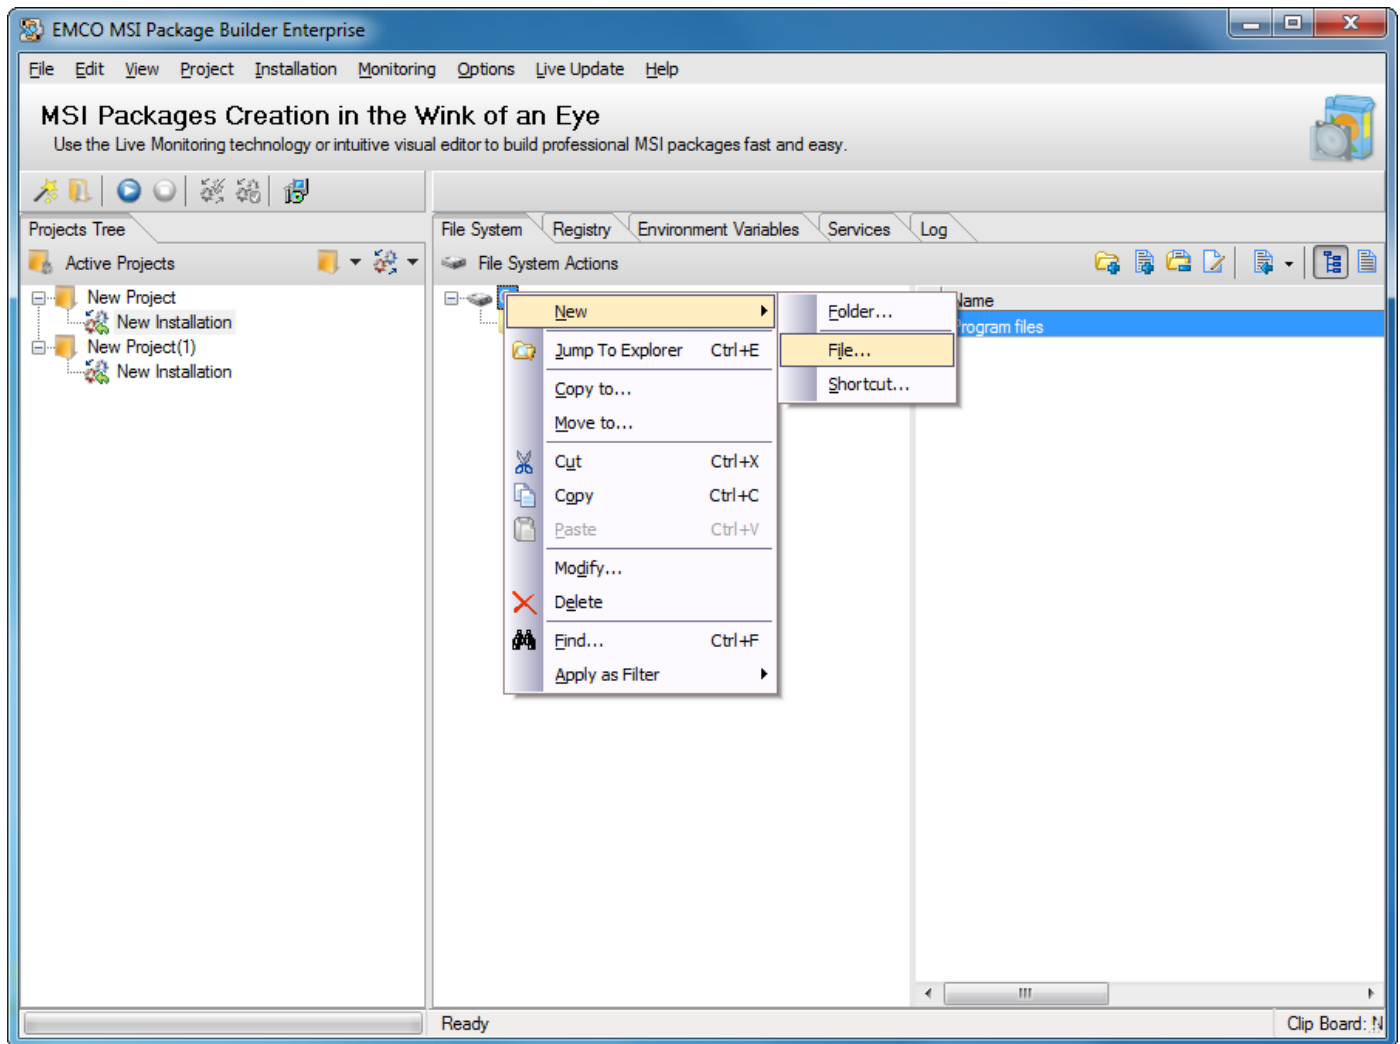 EMCO MSI Package Builder Enterprise
File Edit View Project Installation Monitoring Options Live Update Help
MSI Packages Creation in the Wink of an Eye
Use the Live Monitoring technology or intuitive visual editor to build professional MSI packages fast and easy.
Projects Tree
File System Registry Environment Variables Services Log
Active Projects
File System Actions
New Project
New Installation
New Project(1)
New Installation
Name
Program files
New
Jump To Explorer Ctrl+E
Copy to...
Move to...
Cut Ctrl+X
Copy Ctrl+C
Paste Ctrl+V
Modify...
Delete
Find... Ctrl+F
Apply as Filter
Folder...
File...
Shortcut...
Ready
Clip Board: N